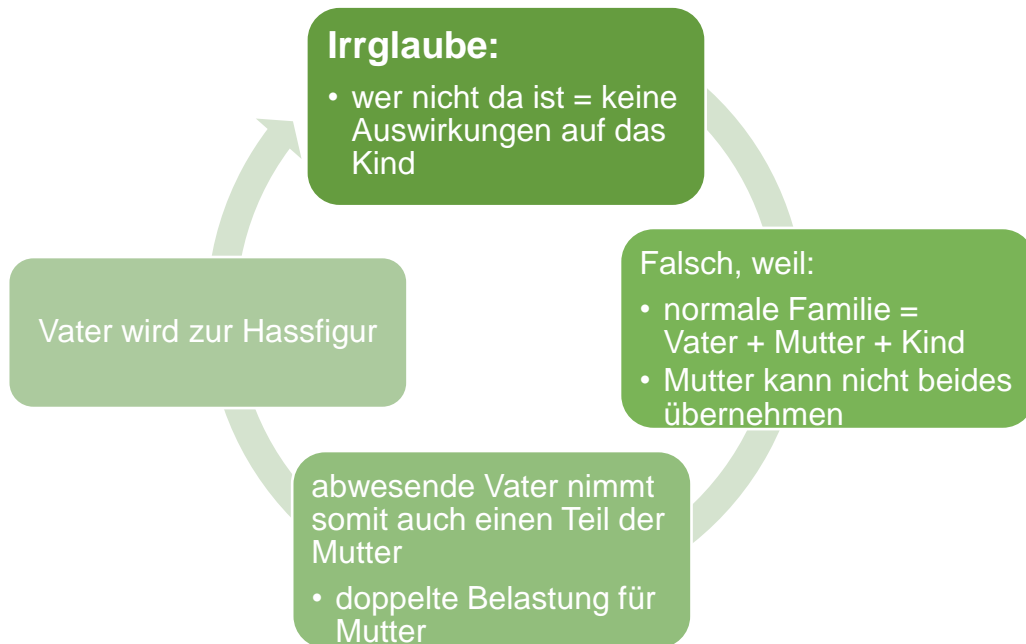 Irrglaube:
• wer nicht da ist = keine
Auswirkungen auf das
Kind
Falsch, weil:
• normale Familie =
Vater + Mutter + Kind
• Mutter kann nicht beides
übernehmen
abwesende Vater nimmt
somit auch einen Teil der
Mutter
• doppelte Belastung für
Mutter
Vater wird zur Hassfigur